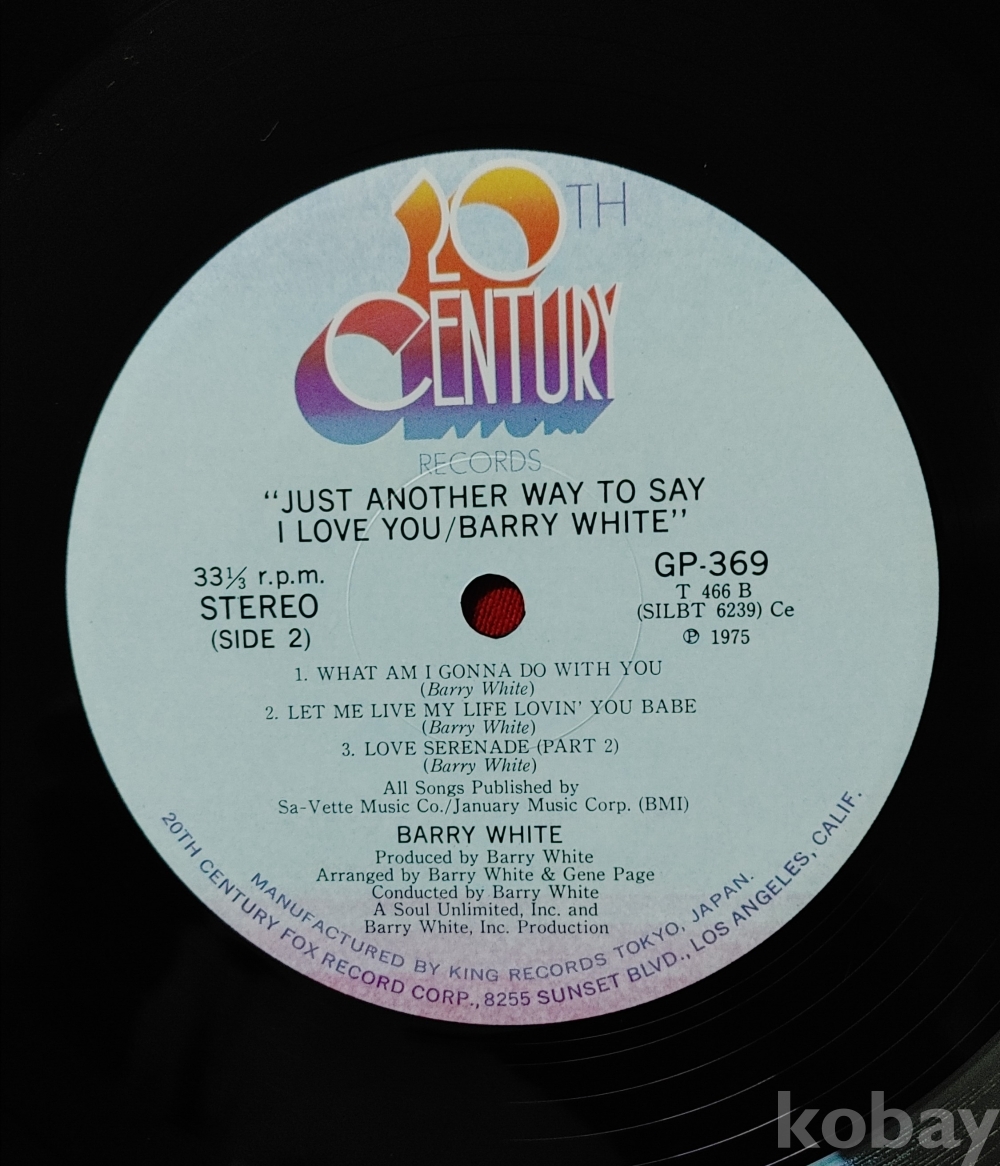 20TH
CENTURY
RECORDS
"JUST ANOTHER WAY TO SAY
I LOVE YOU/BARRY WHITE"
33⅓ r.p.m.
STEREO
(SIDE 2)
GP-369
T 466 B
(SILBT 6239) Ce
℗ 1975
1. WHAT AM I GONNA DO WITH YOU
(Barry White)
2. LET ME LIVE MY LIFE LOVIN' YOU BABE
(Barry White)
3. LOVE SERENADE (PART 2)
(Barry White)
All Songs Published by
Sa-Vette Music Co./January Music Corp. (BMI)
BARRY WHITE
Produced by Barry White
Arranged by Barry White & Gene Page
Conducted by Barry White
A Soul Unlimited, Inc. and
Barry White, Inc. Production
MANUFACTURED BY KING RECORDS TOKYO, JAPAN.
20TH CENTURY FOX RECORD CORP., 8255 SUNSET BLVD., LOS ANGELES, CALIF.
kobay